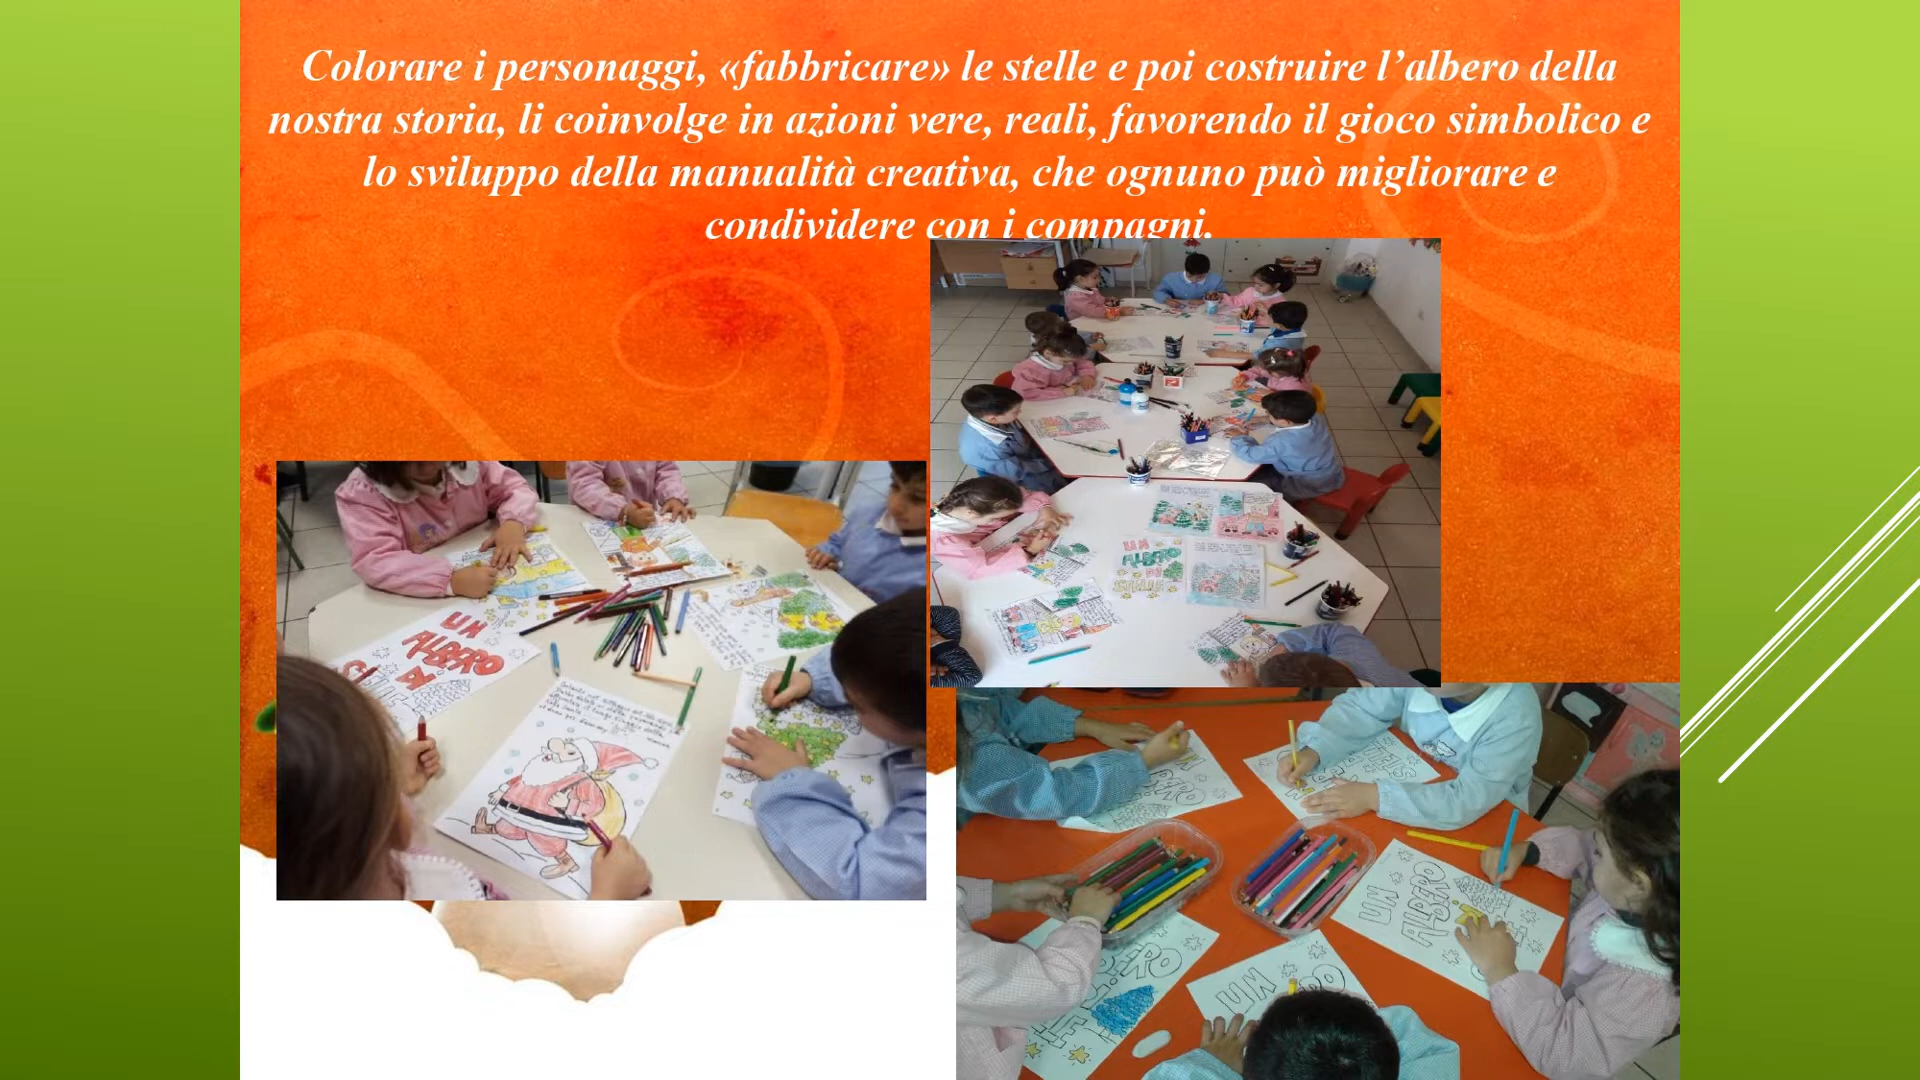 Colorare i personaggi, «fabbricare» le stelle e poi costruire l’albero della
nostra storia, li coinvolge in azioni vere, reali, favorendo il gioco simbolico e
lo sviluppo della manualità creativa, che ognuno può migliorare e
condividere con i compagni.
UN
ALBERO
DI
UN
ALBERO
DI
STELLE
UN
ALBERO
UN